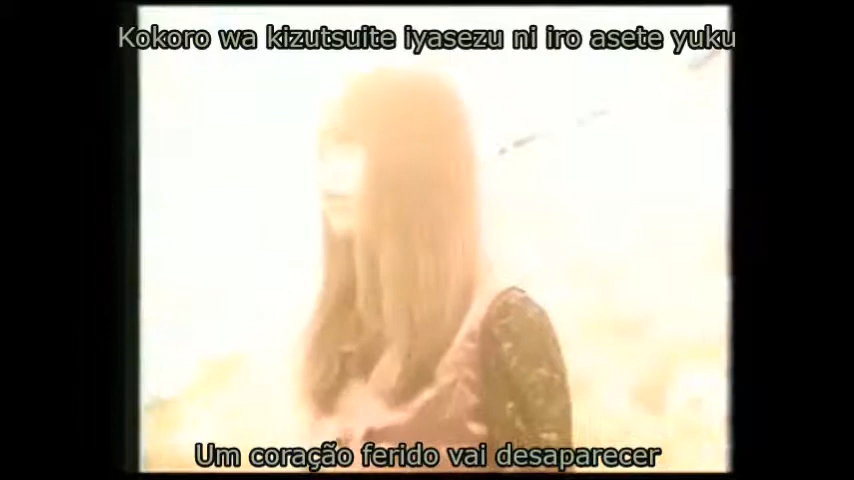 Kokoro wa kizutsuite iyasezu ni iro asete yuku
Um coração ferido vai desaparecer